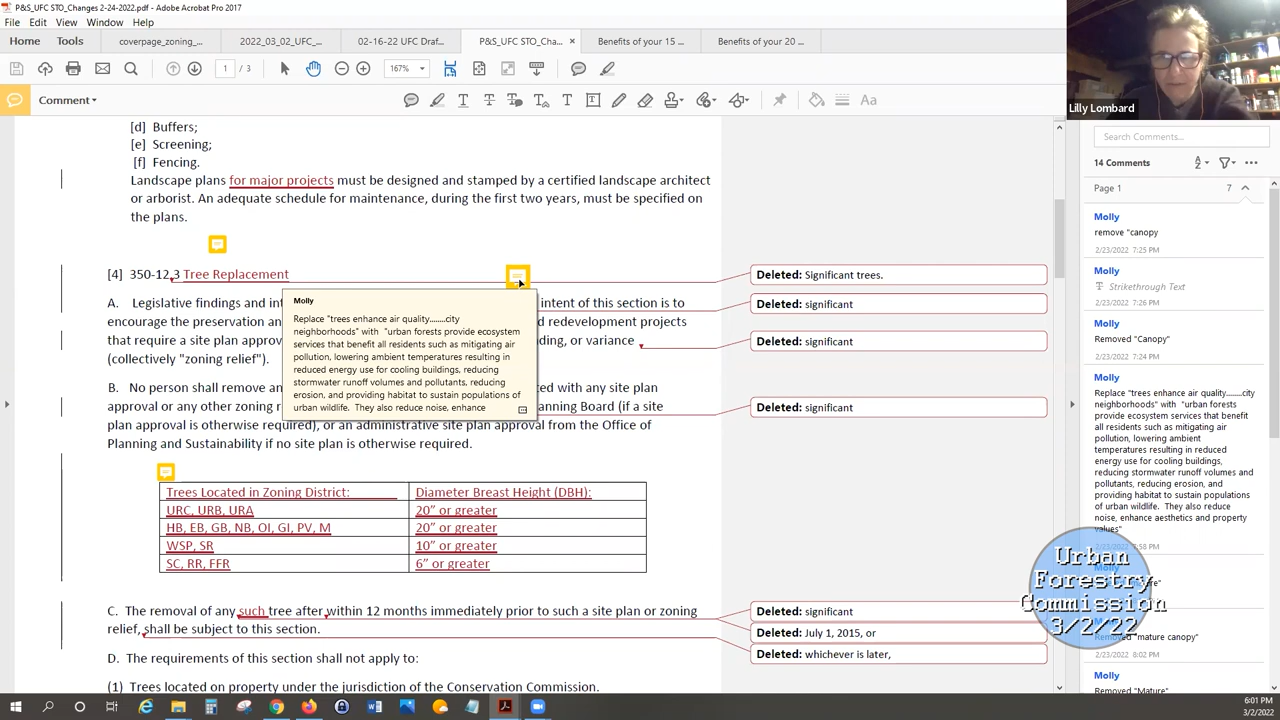 P&S_UFC STO_Changes 2-24-2022.pdf - Adobe Acrobat Pro 2017
File Edit View Window Help
Home Tools coverpage_zoning_... 2022_03_02_UFC_... 03-16-22 UFC Draf... P&S_UFC STO_Cha... × Benefits of your 15 ... Benefits of your 20 ...
1 / 3 167%
Comment
Lilly Lombard
[d] Buffers;
[e] Screening;
[f] Fencing.
Landscape plans for major projects must be designed and stamped by a certified landscape architect
or arborist. An adequate schedule for maintenance, during the first two years, must be specified on
the plans.
[4] 350-12.3 Tree Replacement
A. Legislative findings and int
intent of this section is to
encourage the preservation an
d redevelopment projects
that require a site plan approv
ding, or variance
(collectively "zoning relief").
B. No person shall remove an
ced with any site plan
approval or any other zoning r
anning Board (if a site
plan approval is otherwise required), or an administrative site plan approval from the Office of
Planning and Sustainability if no site plan is otherwise required.
Molly
Replace "trees enhance air quality........city
neighborhoods" with "urban forests provide ecosystem
services that benefit all residents such as mitigating air
pollution, lowering ambient temperatures resulting in
reduced energy use for cooling buildings, reducing
stormwater runoff volumes and pollutants, reducing
erosion, and providing habitat to sustain populations of
urban wildlife. They also reduce noise, enhance
Trees Located in Zoning District: Diameter Breast Height (DBH):
URC, URB, URA 20" or greater
HB, EB, GB, NB, OI, GI, PV, M 20" or greater
WSP, SR 10" or greater
SC, RR, FFR 6" or greater
C. The removal of any such tree after within 12 months immediately prior to such a site plan or zoning
relief, shall be subject to this section.
D. The requirements of this section shall not apply to:
(1) Trees located on property under the jurisdiction of the Conservation Commission.
Deleted: Significant trees.
Deleted: significant
Deleted: significant
Deleted: significant
Deleted: significant
Deleted: July 1, 2015, or
Deleted: whichever is later,
Search Comments...
14 Comments
Page 1 7
Molly
remove "canopy
2/23/2022 7:25 PM
Molly
Strikethrough Text
2/23/2022 7:26 PM
Molly
Removed "Canopy"
2/23/2022 7:24 PM
Molly
Replace "trees enhance air quality........city
neighborhoods" with "urban forests
provide ecosystem services that benefit
all residents such as mitigating air
pollution, lowering ambient
temperatures resulting in reduced
energy use for cooling buildings,
reducing stormwater runoff volumes and
pollutants, reducing erosion, and
providing habitat to sustain populations
of urban wildlife. They also reduce
noise, enhance aesthetics and property
values"
7:58 PM
Removed "mature canopy"
2/23/2022 8:02 PM
Molly
Removed "Mature"
Urban
Forestry
Commission
3/2/22
6:01 PM
3/2/2022